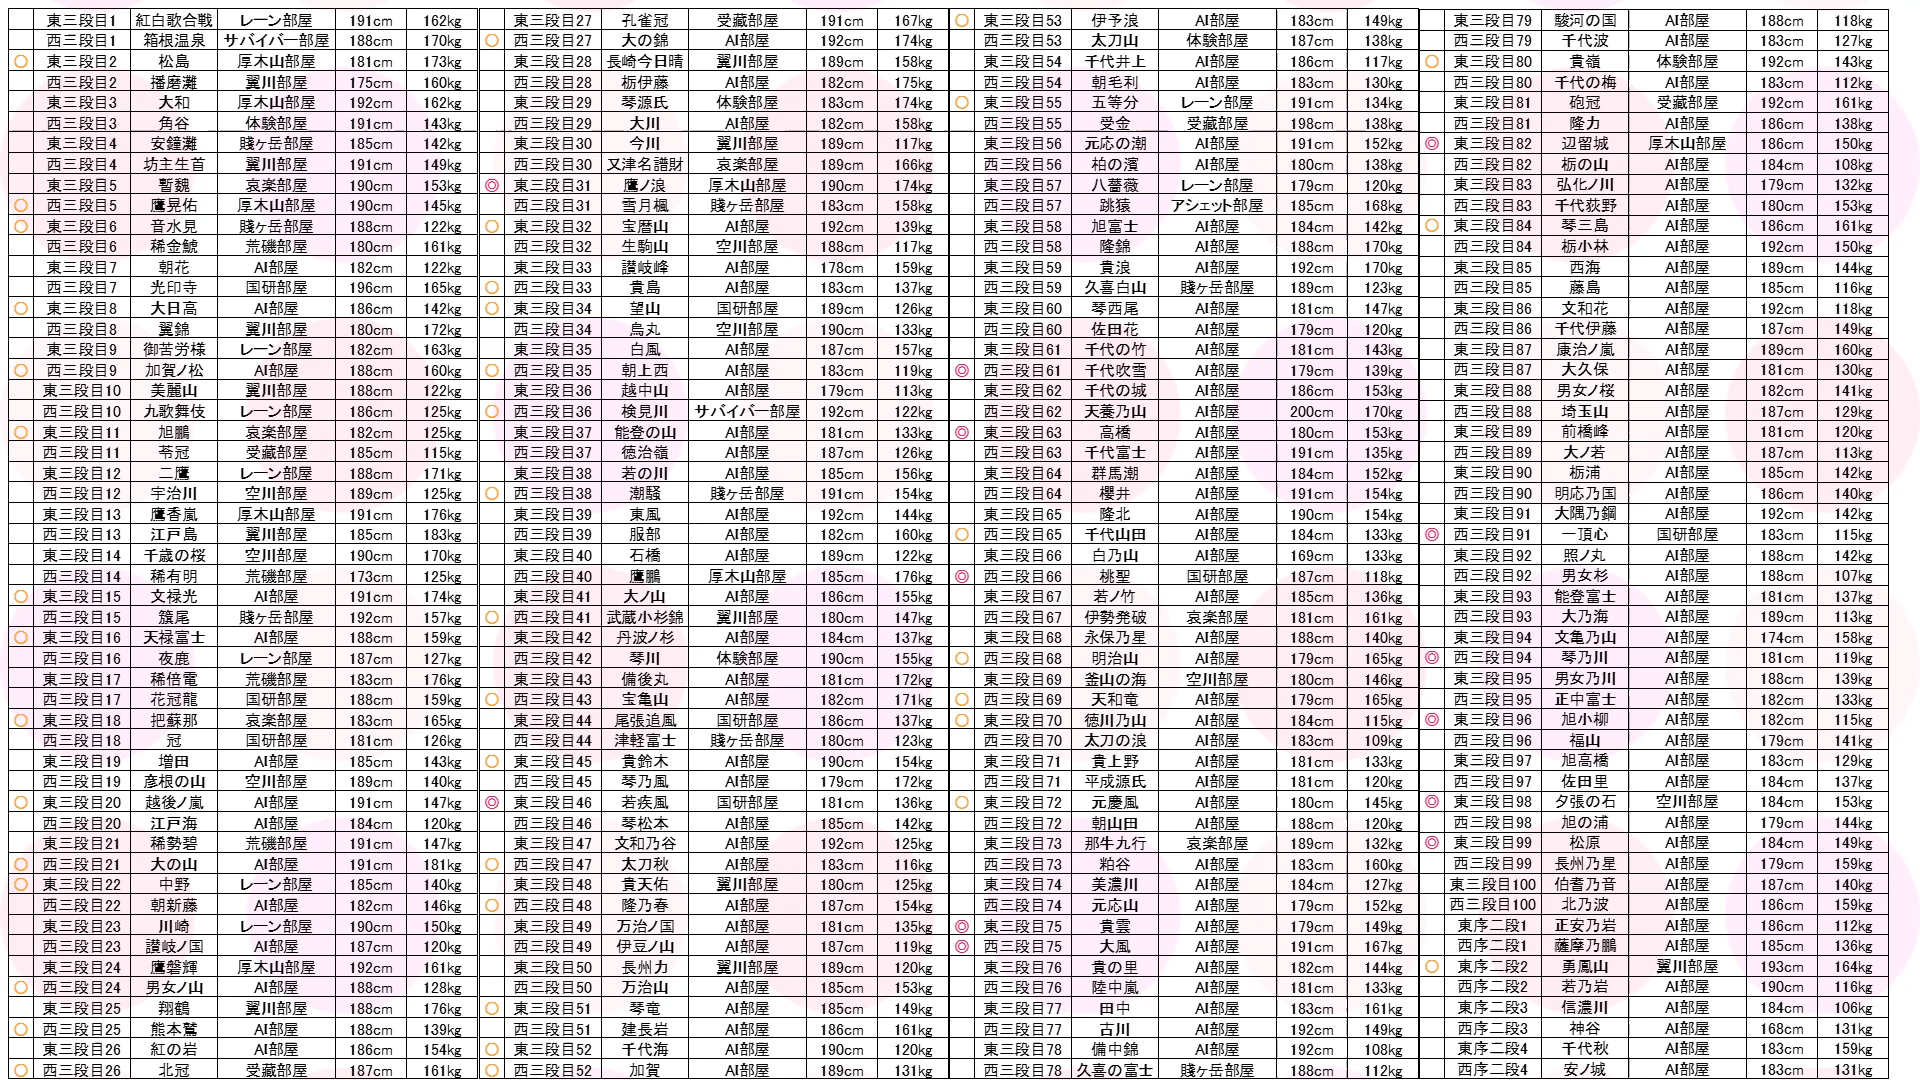 東三段目1 紅白歌合戦 レーン部屋 191cm 162kg
西三段目1 箱根温泉 サバイバー部屋 188cm 170kg
○ 東三段目2 松島 厚木山部屋 181cm 173kg
西三段目2 播磨灘 翼川部屋 175cm 160kg
東三段目3 大和 厚木山部屋 192cm 162kg
西三段目3 角谷 体験部屋 191cm 143kg
東三段目4 安鐘灘 賤ヶ岳部屋 185cm 142kg
西三段目4 坊主生首 翼川部屋 191cm 149kg
東三段目5 暫魏 哀楽部屋 190cm 153kg
○ 西三段目5 鷹晃佑 厚木山部屋 190cm 145kg
○ 東三段目6 音水見 賤ヶ岳部屋 188cm 122kg
西三段目6 稀金鯱 荒磯部屋 180cm 161kg
東三段目7 朝花 AI部屋 182cm 122kg
西三段目7 光印寺 国研部屋 196cm 165kg
○ 東三段目8 大日高 AI部屋 186cm 142kg
西三段目8 翼錦 翼川部屋 180cm 172kg
東三段目9 御苦労様 レーン部屋 182cm 163kg
○ 西三段目9 加賀ノ松 AI部屋 188cm 160kg
東三段目10 美麗山 翼川部屋 188cm 122kg
西三段目10 九歌舞伎 レーン部屋 186cm 125kg
○ 東三段目11 旭鵬 哀楽部屋 182cm 125kg
西三段目11 苓冠 受蔵部屋 185cm 115kg
東三段目12 二鷹 レーン部屋 188cm 171kg
西三段目12 宇治川 空川部屋 189cm 125kg
東三段目13 鷹香嵐 厚木山部屋 191cm 176kg
西三段目13 江戸島 翼川部屋 185cm 183kg
東三段目14 千歳の桜 空川部屋 190cm 170kg
西三段目14 稀有明 荒磯部屋 173cm 125kg
○ 東三段目15 文禄光 AI部屋 191cm 174kg
西三段目15 簇尾 賤ヶ岳部屋 192cm 157kg
○ 東三段目16 天禄富士 AI部屋 188cm 159kg
西三段目16 夜鹿 レーン部屋 187cm 127kg
東三段目17 稀倍電 荒磯部屋 183cm 176kg
西三段目17 花冠龍 国研部屋 188cm 159kg
○ 東三段目18 把蘇那 哀楽部屋 183cm 165kg
西三段目18 冠 国研部屋 181cm 126kg
東三段目19 増田 AI部屋 185cm 143kg
西三段目19 彦根の山 空川部屋 189cm 140kg
○ 東三段目20 越後ノ嵐 AI部屋 191cm 147kg
西三段目20 江戸海 AI部屋 184cm 120kg
東三段目21 稀勢碧 荒磯部屋 191cm 147kg
○ 西三段目21 大の山 AI部屋 191cm 181kg
○ 東三段目22 中野 レーン部屋 185cm 140kg
西三段目22 朝新藤 AI部屋 182cm 146kg
東三段目23 川崎 レーン部屋 190cm 150kg
西三段目23 讃岐ノ国 AI部屋 187cm 120kg
東三段目24 鷹磐輝 厚木山部屋 192cm 161kg
○ 西三段目24 男女ノ山 AI部屋 188cm 128kg
東三段目25 翔鶴 翼川部屋 188cm 176kg
○ 西三段目25 熊本鷲 AI部屋 188cm 139kg
東三段目26 紅の岩 AI部屋 186cm 154kg
○ 西三段目26 北冠 受蔵部屋 187cm 161kg
東三段目27 孔雀冠 受蔵部屋 191cm 167kg
○ 西三段目27 大の錦 AI部屋 192cm 174kg
東三段目28 長崎今日晴 翼川部屋 189cm 158kg
西三段目28 栃伊藤 AI部屋 182cm 175kg
東三段目29 琴源氏 体験部屋 183cm 174kg
西三段目29 大川 AI部屋 182cm 158kg
東三段目30 今川 翼川部屋 189cm 117kg
西三段目30 又津名譜財 哀楽部屋 189cm 166kg
◎ 東三段目31 鷹ノ浪 厚木山部屋 190cm 174kg
西三段目31 雪月楓 賤ヶ岳部屋 183cm 158kg
○ 東三段目32 宝暦山 AI部屋 192cm 139kg
西三段目32 生駒山 空川部屋 188cm 117kg
東三段目33 讃岐峰 AI部屋 178cm 159kg
○ 西三段目33 貴島 AI部屋 183cm 137kg
○ 東三段目34 望山 国研部屋 189cm 126kg
西三段目34 烏丸 空川部屋 190cm 133kg
東三段目35 白風 AI部屋 187cm 157kg
○ 西三段目35 朝上西 AI部屋 183cm 119kg
東三段目36 越中山 AI部屋 179cm 113kg
○ 西三段目36 検見川 サバイバー部屋 192cm 122kg
東三段目37 能登の山 AI部屋 181cm 133kg
西三段目37 徳治嶺 AI部屋 187cm 126kg
東三段目38 若の川 AI部屋 185cm 156kg
○ 西三段目38 潮騒 賤ヶ岳部屋 191cm 154kg
東三段目39 東風 AI部屋 192cm 144kg
西三段目39 服部 AI部屋 182cm 160kg
東三段目40 石橋 AI部屋 189cm 122kg
西三段目40 鷹鵬 厚木山部屋 185cm 176kg
東三段目41 大ノ山 AI部屋 186cm 155kg
○ 西三段目41 武蔵小杉錦 翼川部屋 180cm 147kg
東三段目42 丹波ノ杉 AI部屋 184cm 137kg
西三段目42 琴川 体験部屋 190cm 155kg
東三段目43 備後丸 AI部屋 181cm 172kg
○ 西三段目43 宝亀山 AI部屋 182cm 171kg
東三段目44 尾張追風 国研部屋 186cm 137kg
西三段目44 津軽富士 賤ヶ岳部屋 180cm 123kg
○ 東三段目45 貴鈴木 AI部屋 190cm 154kg
西三段目45 琴乃風 AI部屋 179cm 172kg
◎ 東三段目46 若疾風 国研部屋 181cm 136kg
西三段目46 琴松本 AI部屋 185cm 142kg
東三段目47 文和乃谷 AI部屋 192cm 125kg
○ 西三段目47 太刀秋 AI部屋 183cm 116kg
東三段目48 貴天佑 翼川部屋 180cm 125kg
○ 西三段目48 隆乃春 AI部屋 187cm 154kg
東三段目49 万治ノ国 AI部屋 181cm 135kg
西三段目49 伊豆ノ山 AI部屋 187cm 119kg
東三段目50 長州力 翼川部屋 189cm 120kg
西三段目50 万治山 AI部屋 185cm 153kg
○ 東三段目51 琴竜 AI部屋 185cm 149kg
西三段目51 建長岩 AI部屋 186cm 161kg
○ 東三段目52 千代海 AI部屋 190cm 120kg
○ 西三段目52 加賀 AI部屋 189cm 131kg
○ 東三段目53 伊予浪 AI部屋 183cm 149kg
西三段目53 太刀山 体験部屋 187cm 138kg
東三段目54 千代井上 AI部屋 186cm 117kg
西三段目54 朝毛利 AI部屋 183cm 130kg
○ 東三段目55 五等分 レーン部屋 191cm 134kg
西三段目55 受金 受蔵部屋 198cm 138kg
東三段目56 元応の潮 AI部屋 191cm 152kg
西三段目56 柏の濱 AI部屋 180cm 138kg
東三段目57 八薔薇 レーン部屋 179cm 120kg
西三段目57 跳猿 アシェット部屋 185cm 168kg
東三段目58 旭富士 AI部屋 184cm 142kg
西三段目58 隆錦 AI部屋 188cm 170kg
東三段目59 貴浪 AI部屋 192cm 170kg
西三段目59 久喜白山 賤ヶ岳部屋 189cm 123kg
東三段目60 琴西尾 AI部屋 181cm 147kg
西三段目60 佐田花 AI部屋 179cm 120kg
東三段目61 千代の竹 AI部屋 181cm 143kg
◎ 西三段目61 千代吹雪 AI部屋 179cm 139kg
東三段目62 千代の城 AI部屋 186cm 153kg
西三段目62 天養乃山 AI部屋 200cm 170kg
◎ 東三段目63 高橋 AI部屋 180cm 153kg
西三段目63 千代富士 AI部屋 191cm 135kg
東三段目64 群馬潮 AI部屋 184cm 152kg
西三段目64 櫻井 AI部屋 191cm 154kg
東三段目65 隆北 AI部屋 190cm 154kg
○ 西三段目65 千代山田 AI部屋 184cm 133kg
東三段目66 白乃山 AI部屋 169cm 133kg
◎ 西三段目66 桃聖 国研部屋 187cm 118kg
東三段目67 若ノ竹 AI部屋 185cm 136kg
西三段目67 伊勢発破 哀楽部屋 181cm 161kg
東三段目68 永保乃星 AI部屋 188cm 140kg
○ 西三段目68 明治山 AI部屋 179cm 165kg
東三段目69 釜山の海 空川部屋 180cm 146kg
○ 西三段目69 天和竜 AI部屋 179cm 165kg
○ 東三段目70 徳川乃山 AI部屋 184cm 115kg
西三段目70 太刀の浪 AI部屋 183cm 109kg
東三段目71 貴上野 AI部屋 181cm 133kg
西三段目71 平成源氏 AI部屋 181cm 120kg
○ 東三段目72 元慶風 AI部屋 180cm 145kg
西三段目72 朝山田 AI部屋 188cm 120kg
東三段目73 那牛九行 哀楽部屋 189cm 132kg
西三段目73 粕谷 AI部屋 183cm 160kg
東三段目74 美濃川 AI部屋 184cm 127kg
西三段目74 元応山 AI部屋 179cm 152kg
◎ 東三段目75 貴雲 AI部屋 179cm 149kg
◎ 西三段目75 大風 AI部屋 191cm 167kg
東三段目76 貴の里 AI部屋 182cm 144kg
西三段目76 陸中嵐 AI部屋 181cm 133kg
東三段目77 田中 AI部屋 183cm 161kg
西三段目77 古川 AI部屋 192cm 149kg
東三段目78 備中錦 AI部屋 192cm 108kg
西三段目78 久喜の富士 賤ヶ岳部屋 188cm 112kg
東三段目79 駿河の国 AI部屋 188cm 118kg
西三段目79 千代波 AI部屋 183cm 127kg
○ 東三段目80 貴嶺 体験部屋 192cm 143kg
西三段目80 千代の梅 AI部屋 183cm 112kg
東三段目81 砲冠 受蔵部屋 192cm 161kg
西三段目81 隆力 AI部屋 186cm 138kg
◎ 東三段目82 辺留城 厚木山部屋 186cm 150kg
西三段目82 栃の山 AI部屋 184cm 108kg
東三段目83 弘化ノ川 AI部屋 179cm 132kg
西三段目83 千代荻野 AI部屋 180cm 153kg
○ 東三段目84 琴三島 AI部屋 186cm 161kg
西三段目84 栃小林 AI部屋 192cm 150kg
東三段目85 西海 AI部屋 189cm 144kg
西三段目85 藤島 AI部屋 185cm 116kg
東三段目86 文和花 AI部屋 192cm 118kg
西三段目86 千代伊藤 AI部屋 187cm 149kg
東三段目87 康治ノ嵐 AI部屋 189cm 160kg
西三段目87 大久保 AI部屋 181cm 130kg
東三段目88 男女ノ桜 AI部屋 182cm 141kg
西三段目88 埼玉山 AI部屋 187cm 129kg
東三段目89 前橋峰 AI部屋 181cm 120kg
西三段目89 大ノ若 AI部屋 187cm 113kg
東三段目90 栃浦 AI部屋 185cm 142kg
西三段目90 明応乃国 AI部屋 186cm 140kg
東三段目91 大隅乃鋼 AI部屋 192cm 142kg
◎ 西三段目91 一頂心 国研部屋 183cm 115kg
東三段目92 照ノ丸 AI部屋 188cm 142kg
西三段目92 男女杉 AI部屋 188cm 107kg
東三段目93 能登富士 AI部屋 181cm 137kg
西三段目93 大乃海 AI部屋 189cm 113kg
東三段目94 文亀乃山 AI部屋 174cm 158kg
◎ 西三段目94 琴乃川 AI部屋 181cm 119kg
東三段目95 男女乃川 AI部屋 188cm 139kg
西三段目95 正中富士 AI部屋 182cm 133kg
◎ 東三段目96 旭小柳 AI部屋 182cm 115kg
西三段目96 福山 AI部屋 179cm 141kg
東三段目97 旭高橋 AI部屋 183cm 129kg
西三段目97 佐田里 AI部屋 184cm 137kg
◎ 東三段目98 夕張の石 空川部屋 184cm 153kg
西三段目98 旭の浦 AI部屋 179cm 144kg
◎ 東三段目99 松原 AI部屋 184cm 149kg
西三段目99 長州乃星 AI部屋 179cm 159kg
東三段目100 伯耆乃音 AI部屋 187cm 140kg
西三段目100 北乃波 AI部屋 186cm 159kg
東序二段1 正安乃岩 AI部屋 186cm 112kg
西序二段1 薩摩乃鵬 AI部屋 185cm 136kg
○ 東序二段2 勇鳳山 翼川部屋 193cm 164kg
西序二段2 若乃岩 AI部屋 190cm 116kg
東序二段3 信濃川 AI部屋 184cm 106kg
西序二段3 神谷 AI部屋 168cm 131kg
東序二段4 千代秋 AI部屋 183cm 159kg
西序二段4 安ノ城 AI部屋 183cm 131kg